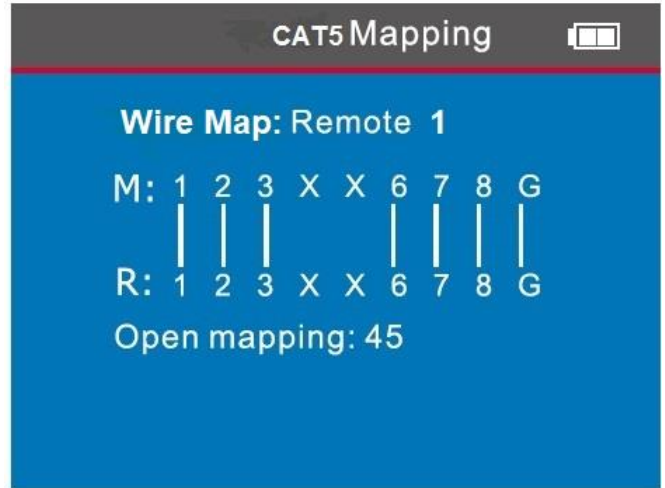 CAT5 Mapping
Wire Map: Remote 1
M: 1 2 3 X X 6 7 8 G
R: 1 2 3 X X 6 7 8 G
Open mapping: 45